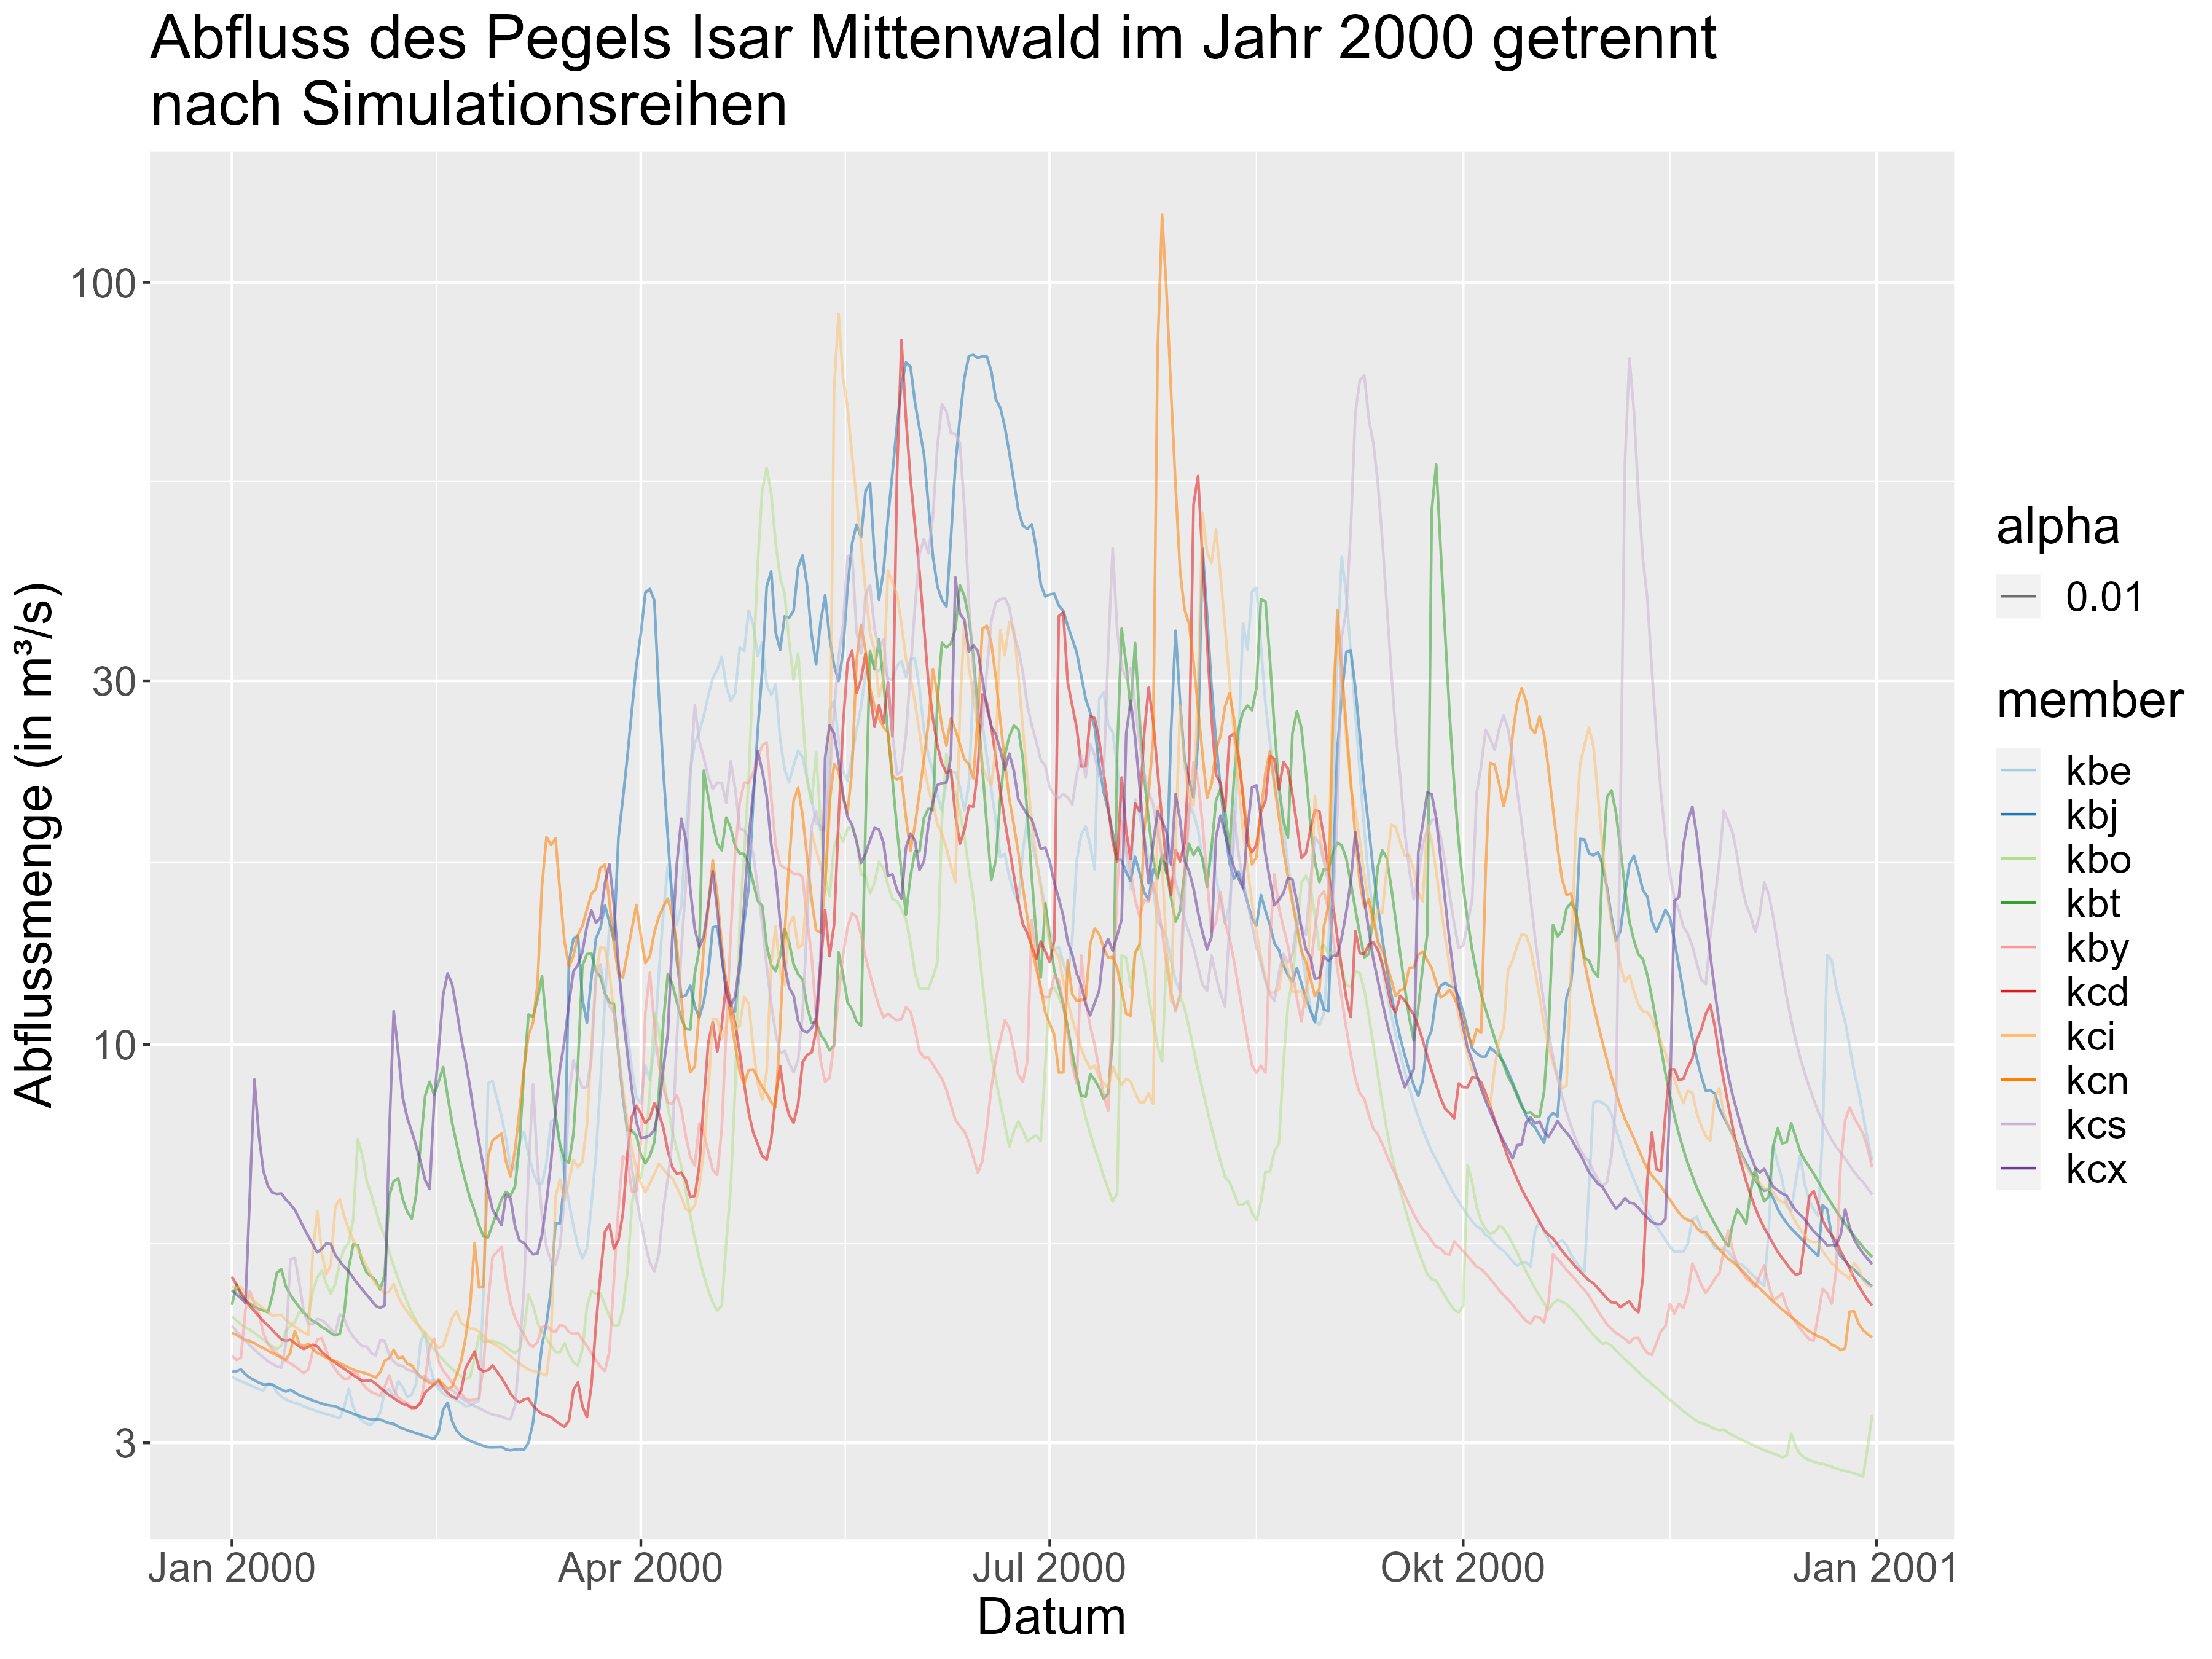 Abfluss des Pegels Isar Mittenwald im Jahr 2000 getrennt
nach Simulationsreihen
Abflussmenge (in m³/s)
100
30
10
3
Jan 2000
Apr 2000
Jul 2000
Okt 2000
Jan 2001
Datum
alpha
0.01
member
kbe
kbj
kbo
kbt
kby
kcd
kci
kcn
kcs
kcx